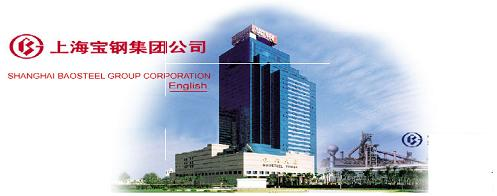 上海宝钢集团公司
SHANGHAI BAOSTEEL GROUP CORPORATION
English